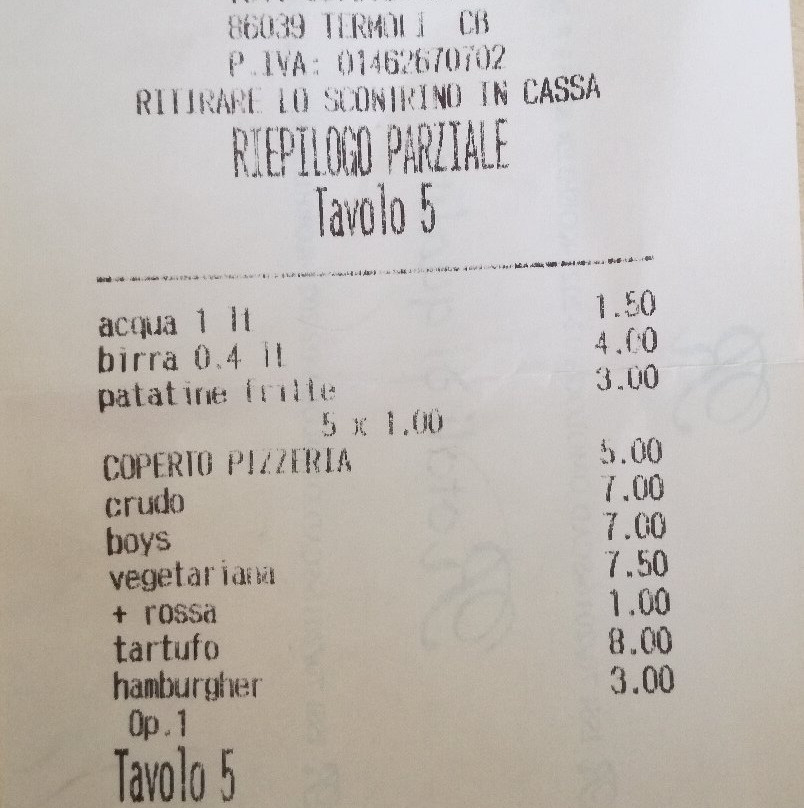 86039 TERMOLI CB
P.IVA: 01462670702
RITIRARE LO SCONTRINO IN CASSA
RIEPILOGO PARZIALE
Tavolo 5
acqua 1 lt 1.50
birra 0.4 lt 4.00
patatine fritte 3.00
5 x 1.00
COPERTO PIZZERIA 5.00
crudo 7.00
boys 7.00
vegetariana 7.50
+ rossa 1.00
tartufo 8.00
hamburgher 3.00
Op.1
Tavolo 5